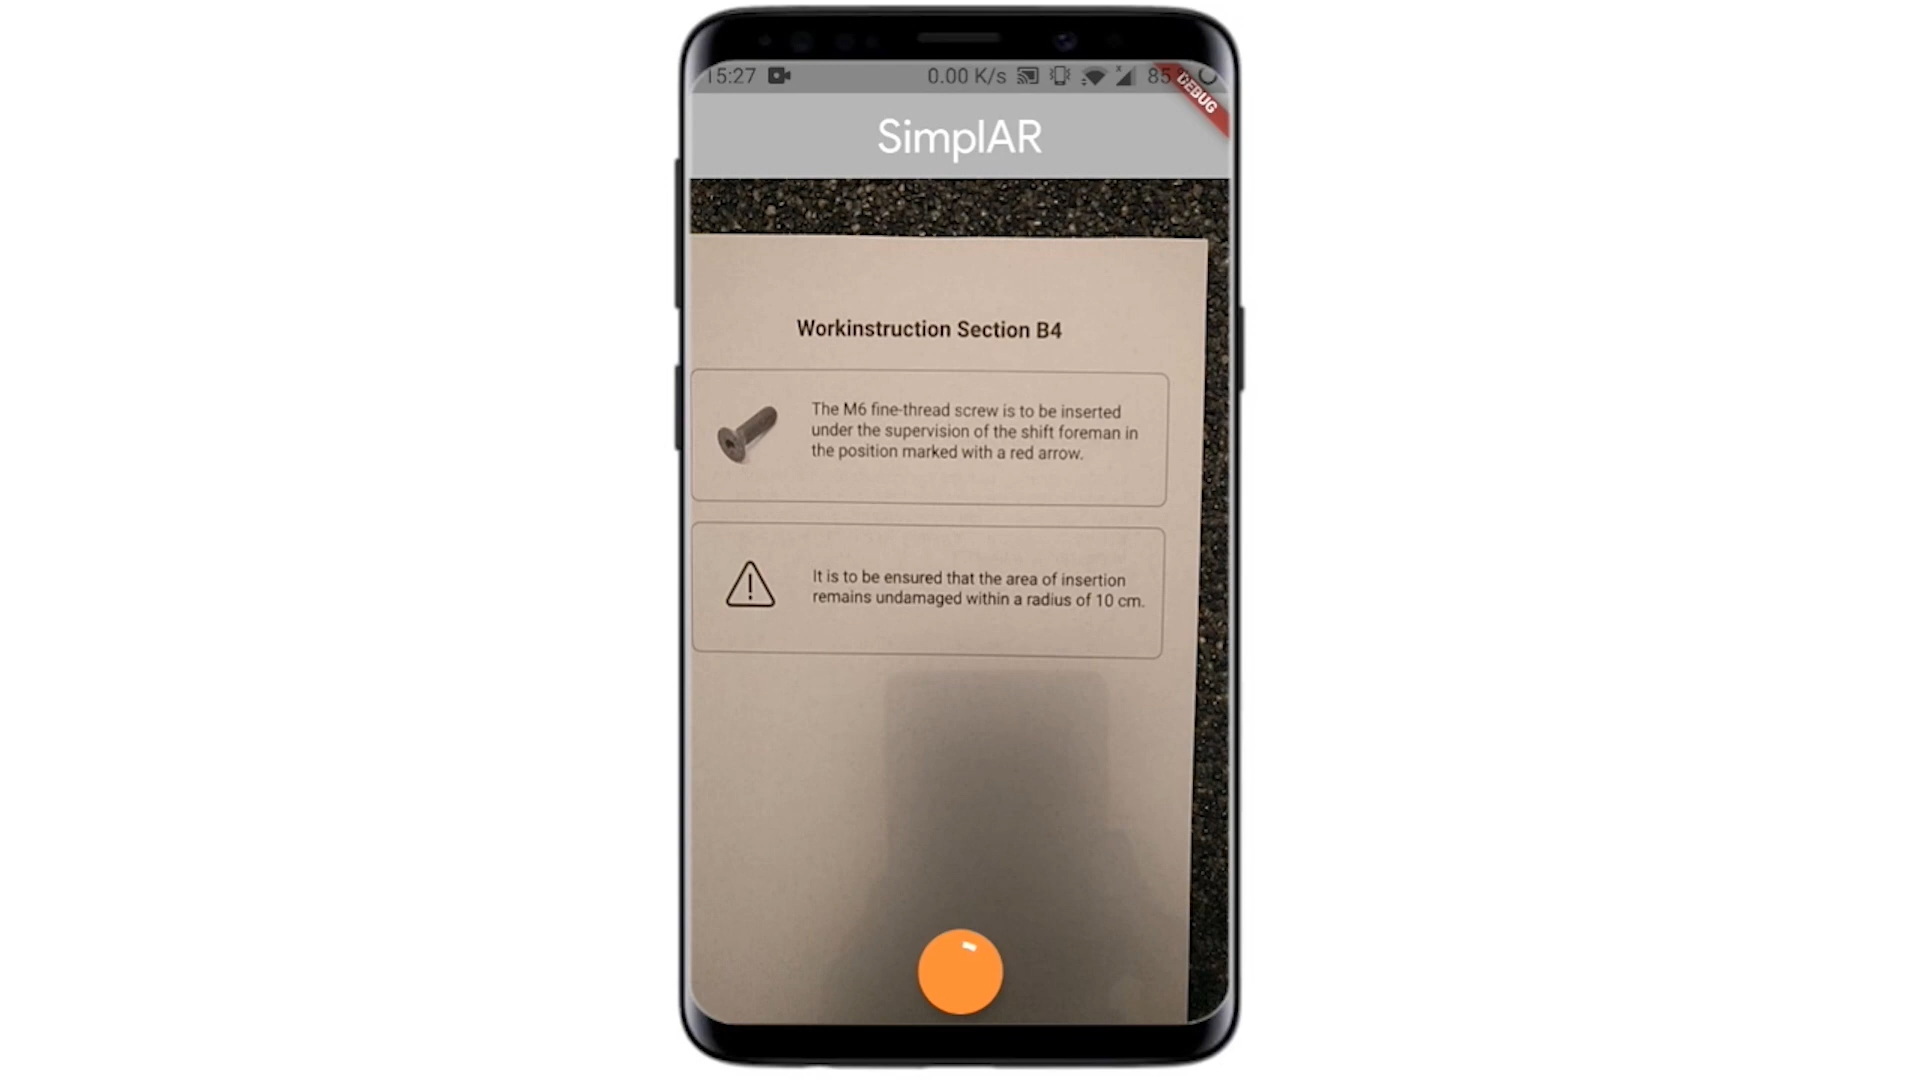 15:27 0.00 K/s 85
DEBUG
SimplAR
Workinstruction Section B4
The M6 fine-thread screw is to be inserted
under the supervision of the shift foreman in
the position marked with a red arrow.
It is to be ensured that the area of insertion
remains undamaged within a radius of 10 cm.